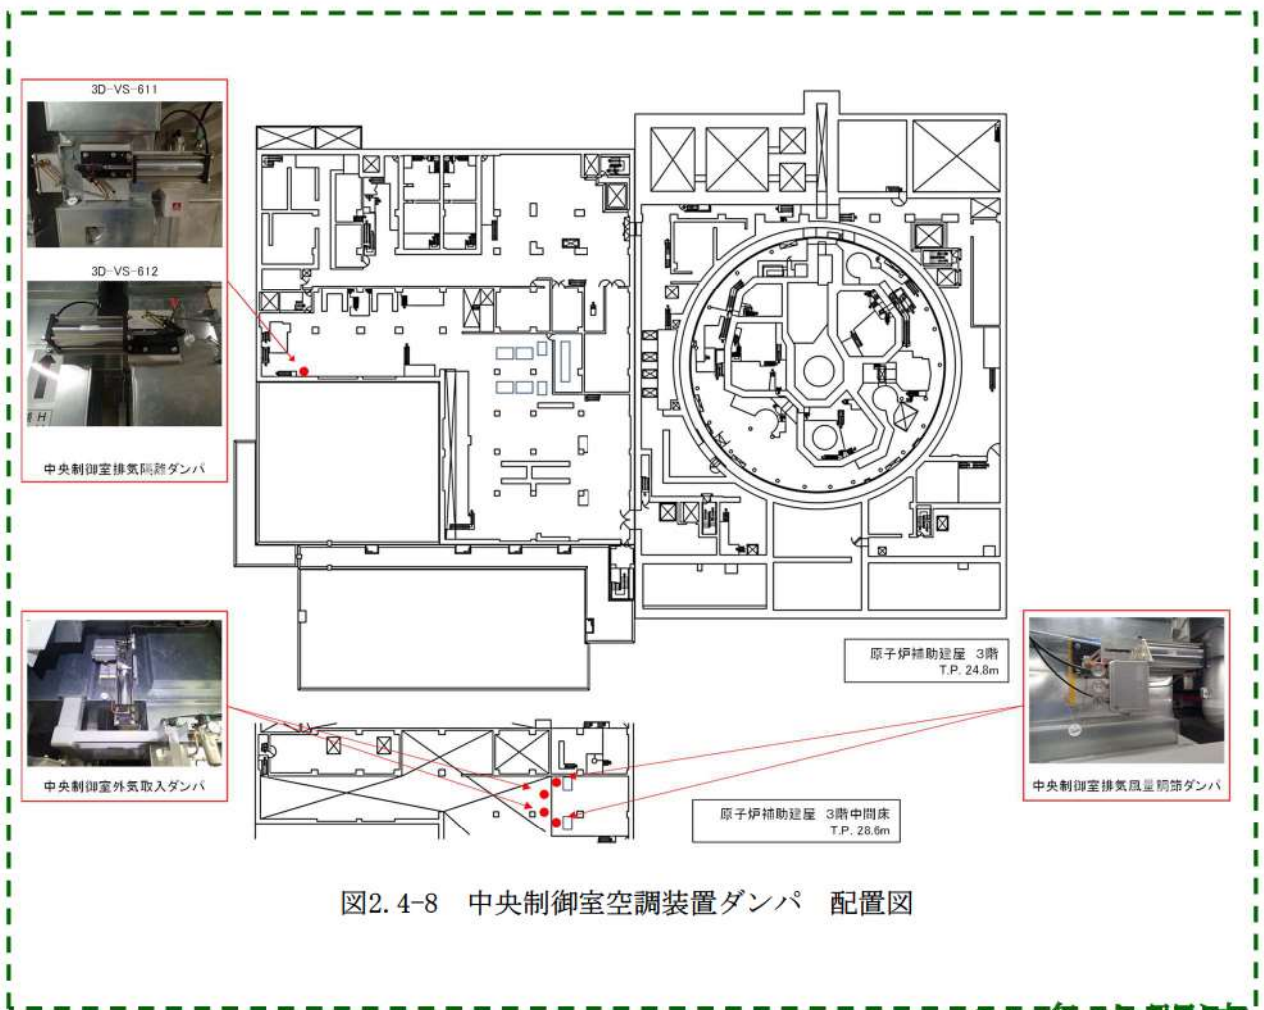 3D-VS-611
3D-VS-612
中央制御室排気隔離ダンパ
中央制御室外気取入ダンパ
原子炉補助建屋 3階
T.P. 24.8m
中央制御室排気風量調節ダンパ
原子炉補助建屋 3階中間床
T.P. 28.6m
図2.4-8 中央制御室空調装置ダンパ 配置図